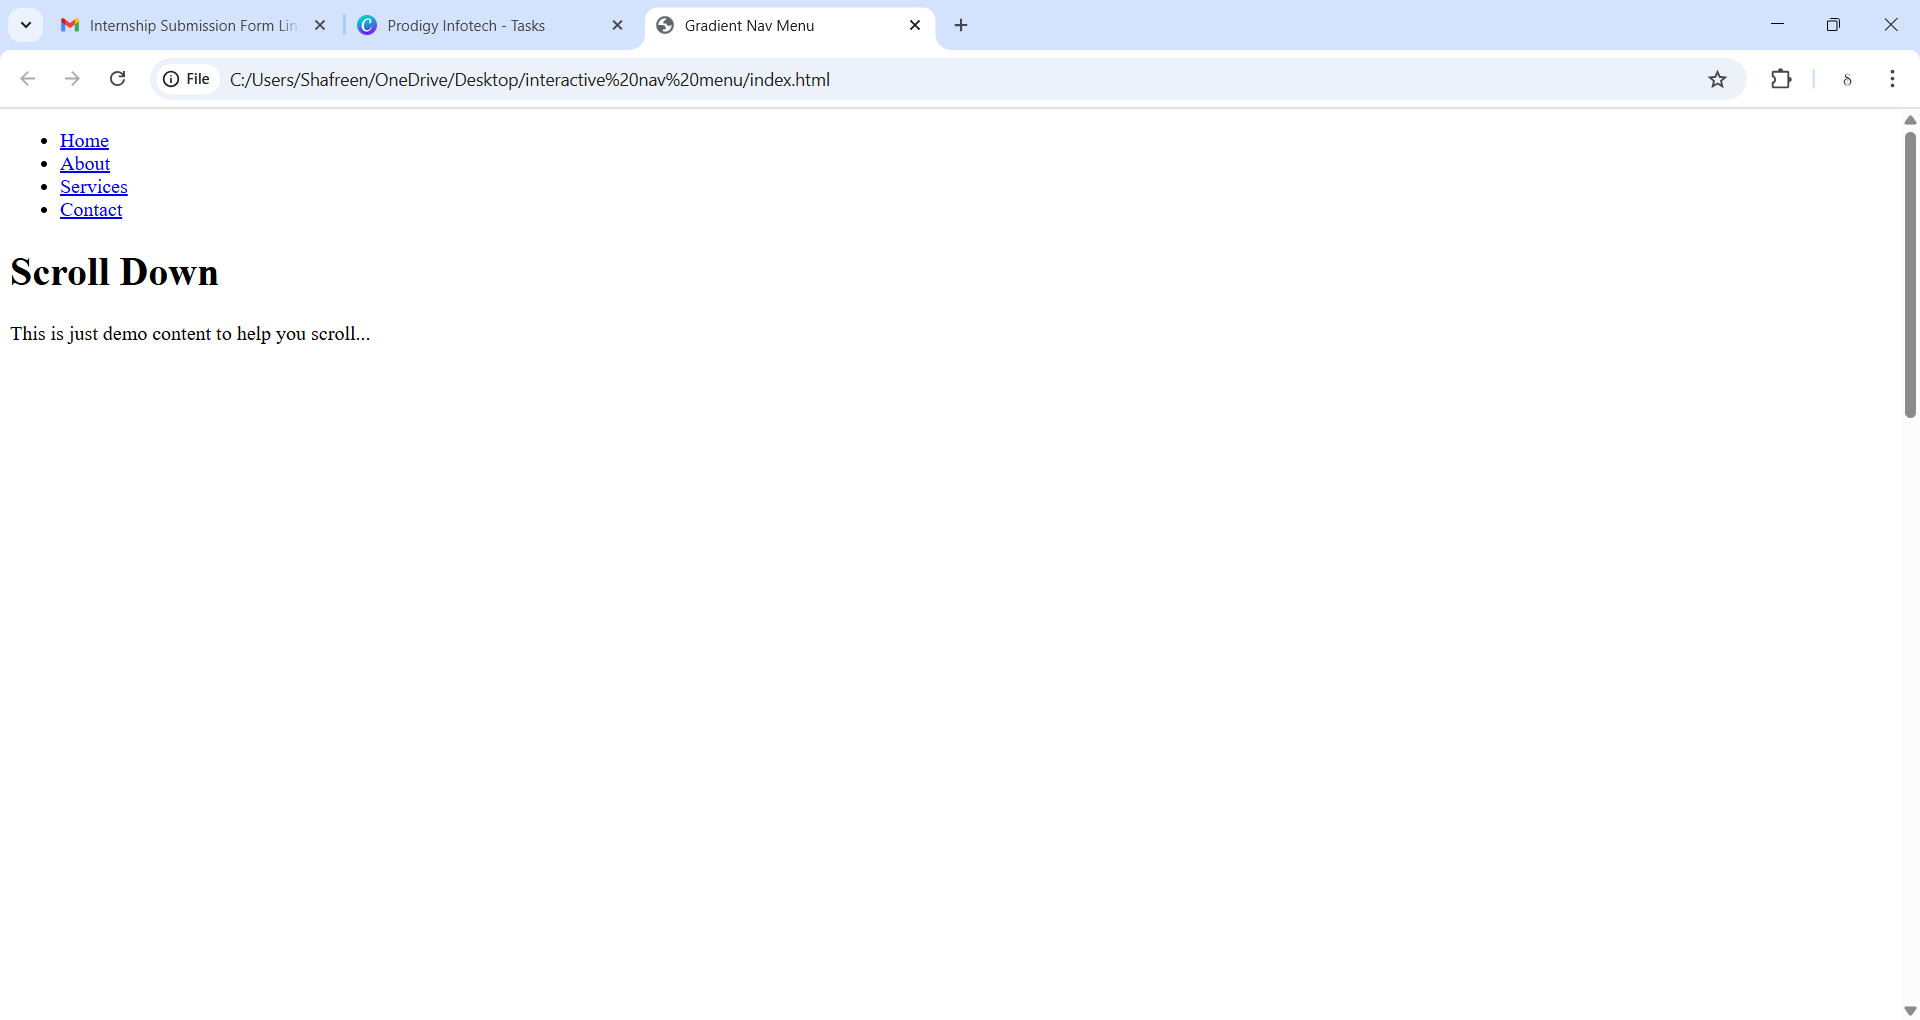 Internship Submission Form Lin
Prodigy Infotech - Tasks
Gradient Nav Menu
File
C:/Users/Shafreen/OneDrive/Desktop/interactive%20nav%20menu/index.html
δ
Home
About
Services
Contact
Scroll Down
This is just demo content to help you scroll...